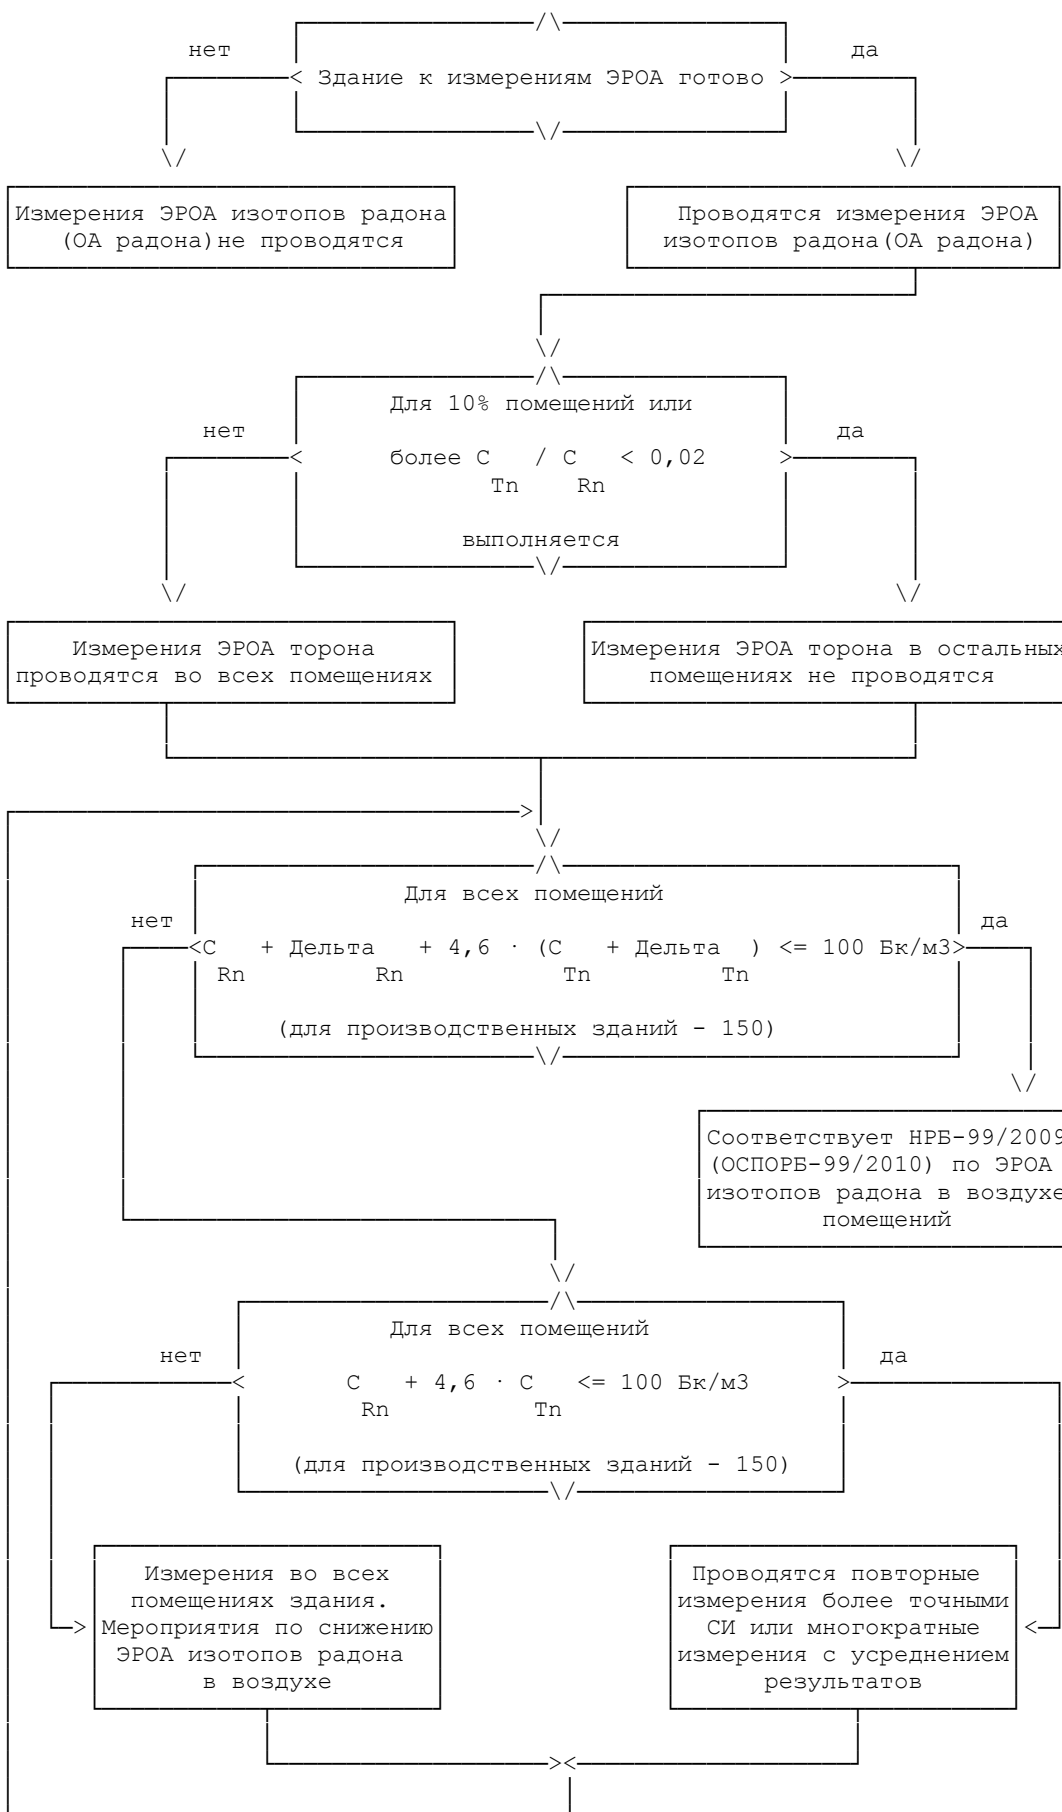 нет
да
Здание к измерениям ЭРОА готово
Измерения ЭРОА изотопов радона
(ОА радона)не проводятся
Проводятся измерения ЭРОА
изотопов радона(ОА радона)
Для 10% помещений или
нет
да
более C / C < 0,02
Tn Rn
выполняется
Измерения ЭРОА торона
проводятся во всех помещениях
Измерения ЭРОА торона в остальных
помещениях не проводятся
Для всех помещений
нет
да
C + Дельта + 4,6 · (C + Дельта ) <= 100 Бк/м3
Rn Rn Tn Tn
(для производственных зданий - 150)
Соответствует НРБ-99/2009
(ОСПОРБ-99/2010) по ЭРОА
изотопов радона в воздухе
помещений
Для всех помещений
нет
да
C + 4,6 · C <= 100 Бк/м3
Rn Tn
(для производственных зданий - 150)
Измерения во всех
помещениях здания.
Мероприятия по снижению
ЭРОА изотопов радона
в воздухе
Проводятся повторные
измерения более точными
СИ или многократные
измерения с усреднением
результатов